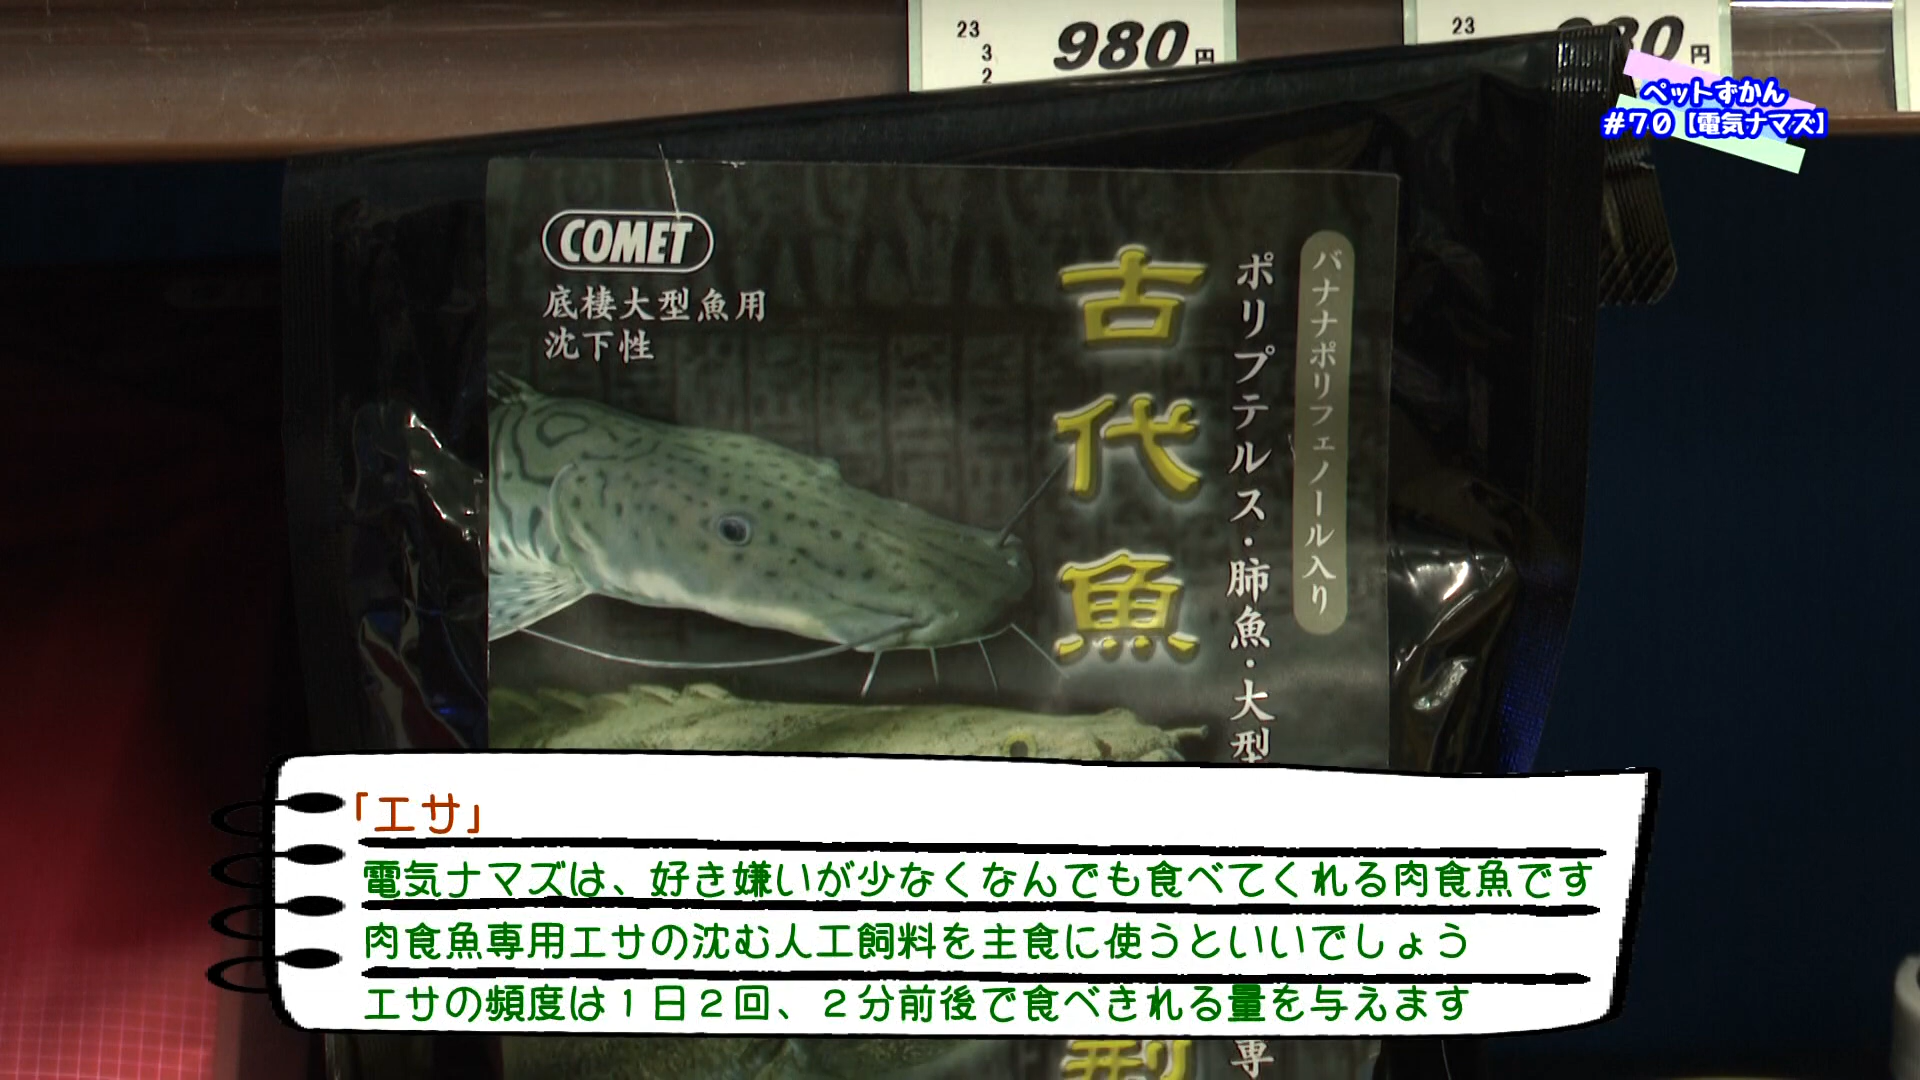 23
3
2
980円
23
80円
ペットずかん
#70【電気ナマズ】
COMET
底棲大型魚用
沈下性
古代魚
ポリプテルス・肺魚・大型
バナナポリフェノール入り
専
「エサ」
電気ナマズは、好き嫌いが少なくなんでも食べてくれる肉食魚です
肉食魚専用エサの沈む人工飼料を主食に使うといいでしょう
エサの頻度は1日2回、2分前後で食べきれる量を与えます